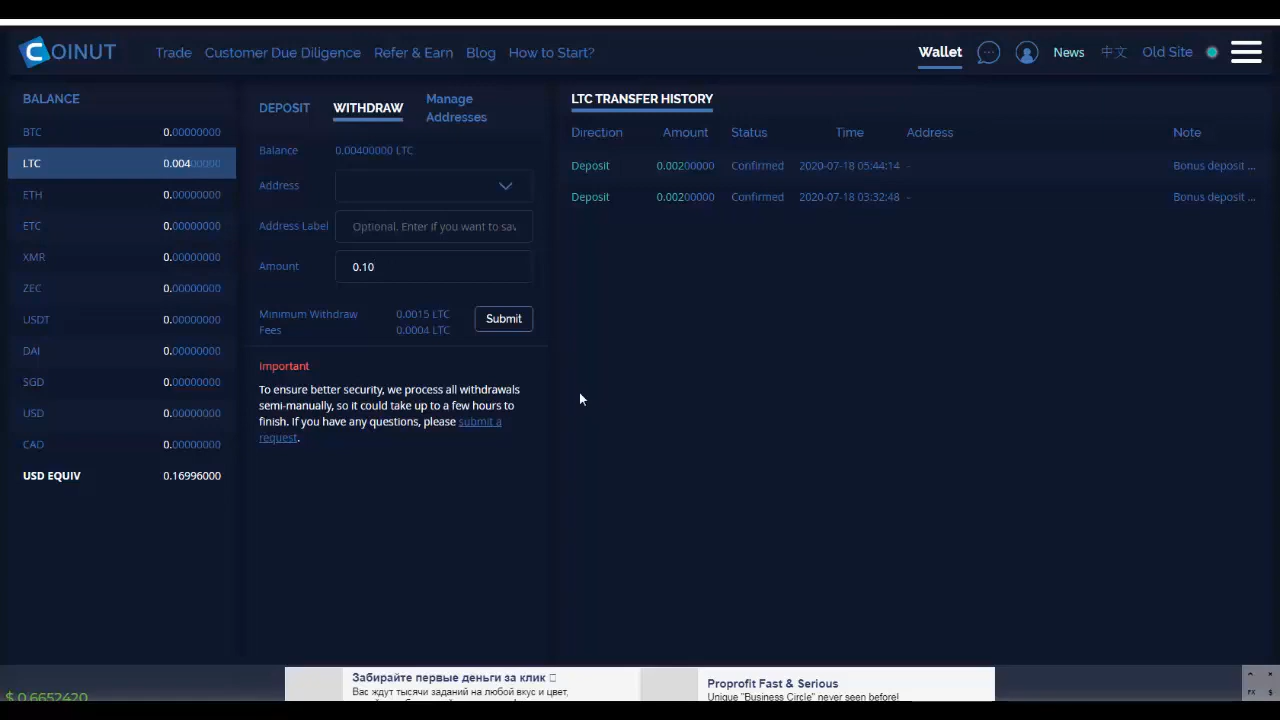 COINUT
Trade Customer Due Diligence Refer & Earn Blog How to Start? Wallet News 中文 Old Site
BALANCE
BTC 0.00000000
LTC 0.00400000
ETH 0.00000000
ETC 0.00000000
XMR 0.00000000
ZEC 0.00000000
USDT 0.00000000
DAI 0.00000000
SGD 0.00000000
USD 0.00000000
CAD 0.00000000
USD EQUIV 0.16996000
DEPOSIT WITHDRAW Manage
Addresses
Balance 0.00400000 LTC
Address
Address Label Optional. Enter if you want to sav
Amount 0.10
Minimum Withdraw 0.0015 LTC
Fees 0.0004 LTC
Submit
Important
To ensure better security, we process all withdrawals
semi-manually, so it could take up to a few hours to
finish. If you have any questions, please submit a
request.
LTC TRANSFER HISTORY
Direction Amount Status Time Address Note
Deposit 0.00200000 Confirmed 2020-07-18 05:44:14 - Bonus deposit ...
Deposit 0.00200000 Confirmed 2020-07-18 03:32:48 - Bonus deposit ...
$ 0.6652420
Забирайте первые деньги за клик
Вас ждут тысячи заданий на любой вкус и цвет,
Proprofit Fast & Serious
Unique "Business Circle" never seen before!
FX $